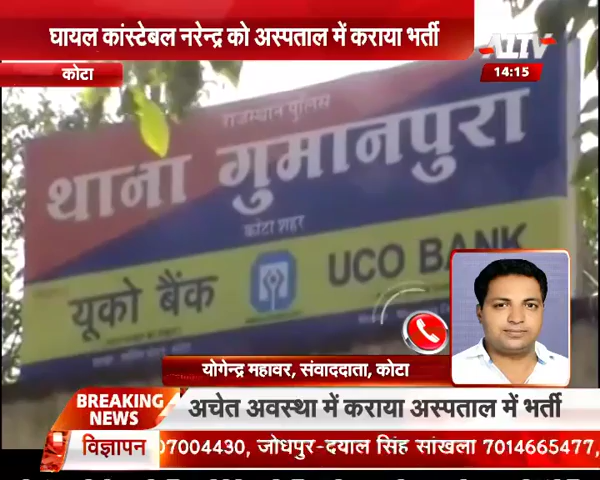 घायल कांस्टेबल नरेन्द्र को अस्पताल में कराया भर्ती
A1TV
कोटा
14:15
राजस्थान पुलिस
थाना गुमानपुरा
कोटा शहर
यूको बैंक
UCO BANK
योगेन्द्र महावर, संवाददाता, कोटा
BREAKING NEWS
अचेत अवस्था में कराया अस्पताल में भर्ती
विज्ञापन
07004430, जोधपुर-दयाल सिंह सांखला 7014665477,